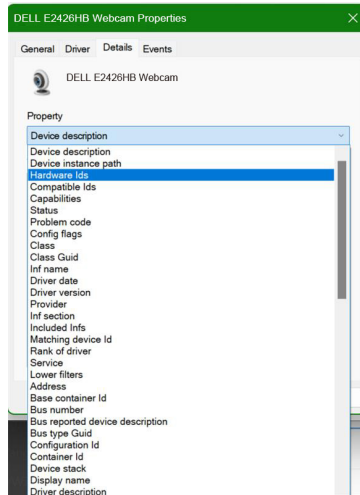 DELL E2426HB Webcam Properties
General Driver Details Events
DELL E2426HB Webcam
Property
Device description
Device description
Device instance path
Hardware Ids
Compatible Ids
Capabilities
Status
Problem code
Config flags
Class
Class Guid
Inf name
Driver date
Driver version
Provider
Inf section
Included Infs
Matching device Id
Rank of driver
Service
Lower filters
Address
Base container Id
Bus number
Bus reported device description
Bus type Guid
Configuration Id
Container Id
Device stack
Display name
Driver description